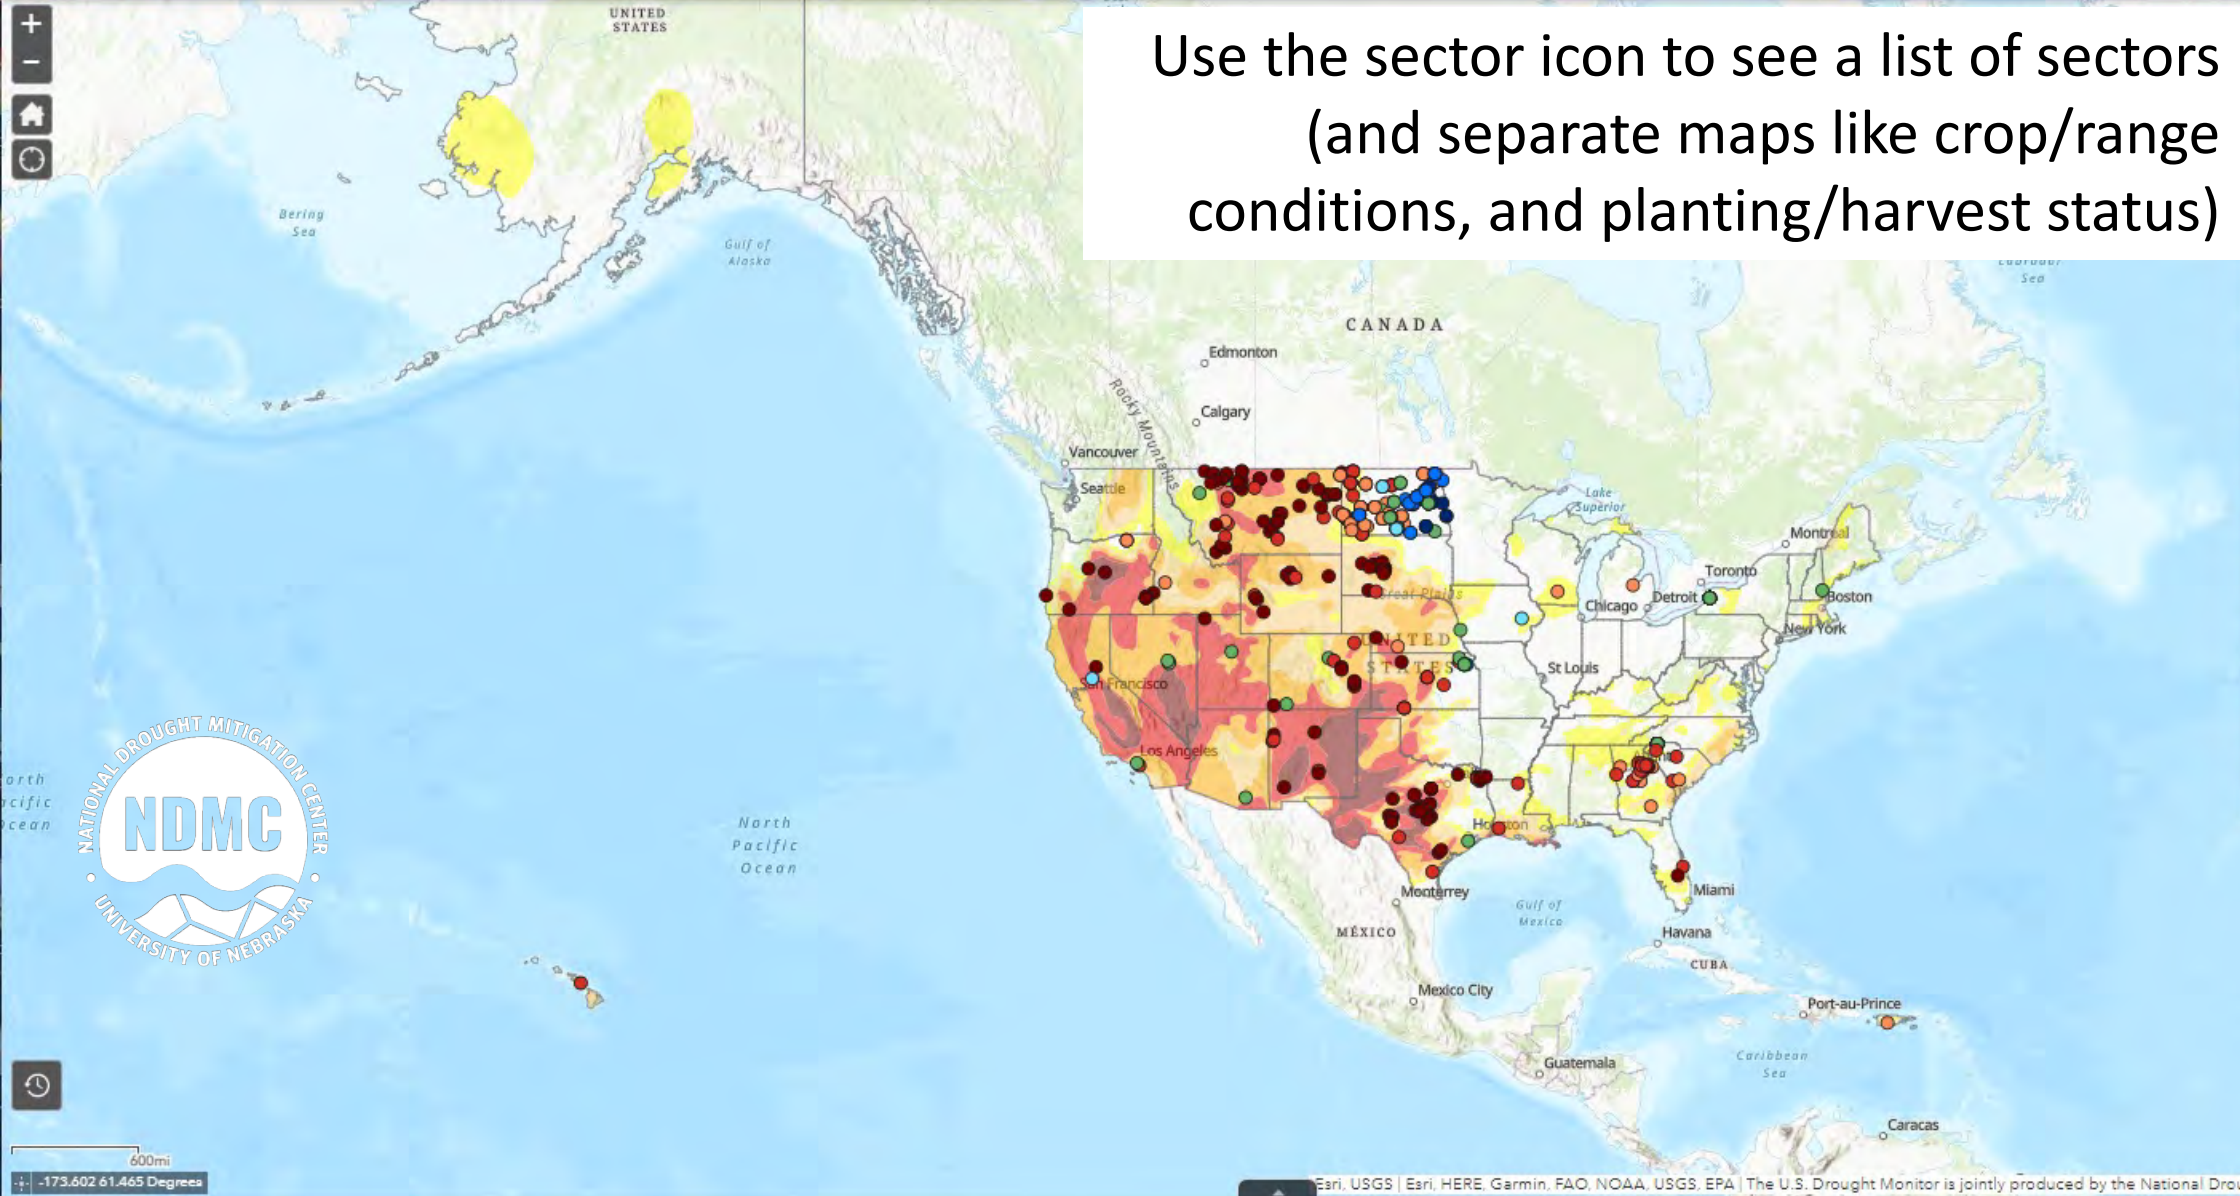 Use the sector icon to see a list of sectors
(and separate maps like crop/range
conditions, and planting/harvest status)
+
−
UNITED
STATES
Bering
Sea
Gulf of
Alaska
Sea
CANADA
Edmonton
Calgary
Rocky Mountains
Vancouver
Seattle
Lake
Superior
Montreal
Toronto
Great Plains
Chicago
Detroit
Boston
New York
UNITED
STATES
St Louis
San Francisco
Los Angeles
NATIONAL DROUGHT MITIGATION CENTER
NDMC
UNIVERSITY OF NEBRASKA
North
Pacific
Ocean
Houston
Monterrey
Miami
Gulf of
Mexico
MÉXICO
Havana
CUBA
Mexico City
Port-au-Prince
Guatemala
Caribbean
Sea
Caracas
600mi
-173.602 61.465 Degrees
Esri, USGS | Esri, HERE, Garmin, FAO, NOAA, USGS, EPA | The U.S. Drought Monitor is jointly produced by the National Dro